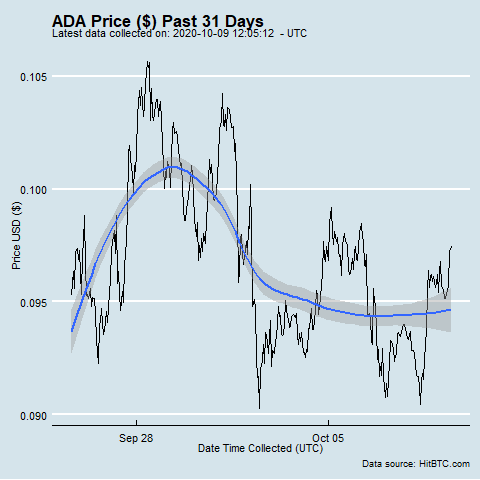 ADA Price ($) Past 31 Days
Latest data collected on: 2020-10-09 12:05:12 - UTC
0.105
0.100
0.095
0.090
Price USD ($)
Sep 28
Oct 05
Date Time Collected (UTC)
Data source: HitBTC.com